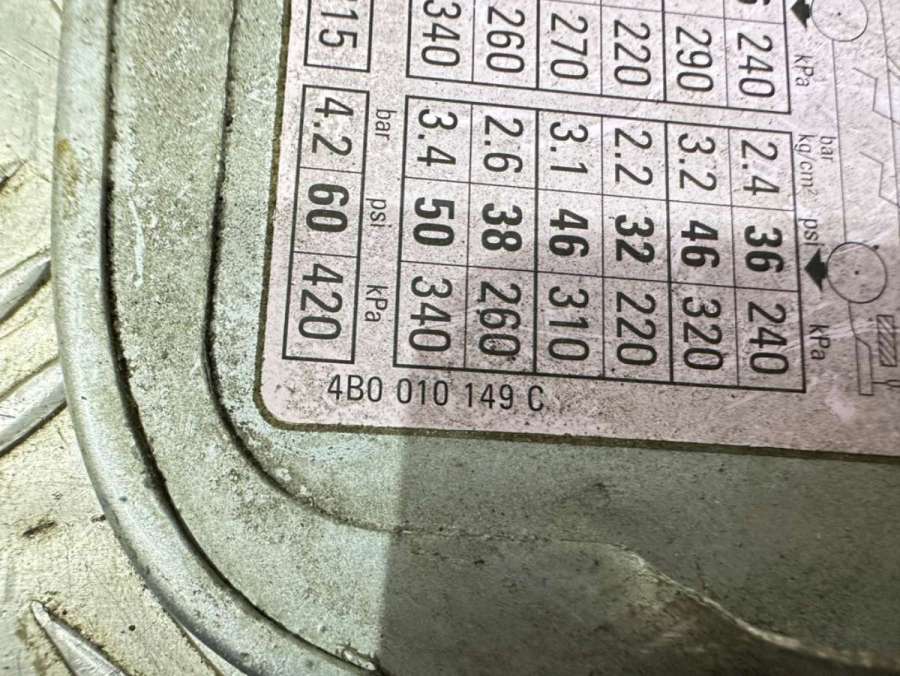 bar
kPa kg/cm² psi kPa
240 2.4 36 240
290 3.2 46 320
220 2.2 32 220
270 3.1 46 310
260 2.6 38 260
340 3.4 50 340
bar psi kPa
4.2 60 420
4B0 010 149 C